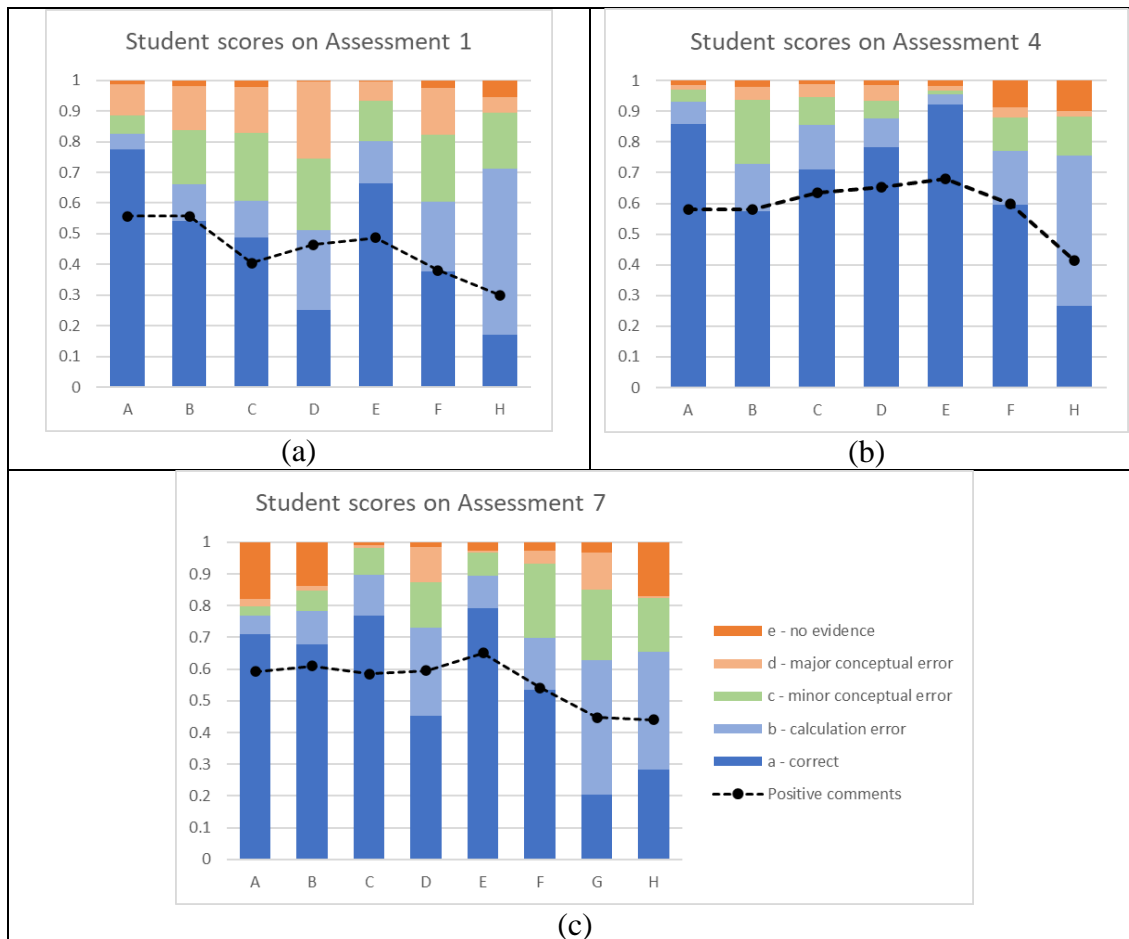 Student scores on Assessment 1
1
0.9
0.8
0.7
0.6
0.5
0.4
0.3
0.2
0.1
0
A B C D E F H
(a)
Student scores on Assessment 4
1
0.9
0.8
0.7
0.6
0.5
0.4
0.3
0.2
0.1
0
A B C D E F H
(b)
Student scores on Assessment 7
1
0.9
0.8
0.7
0.6
0.5
0.4
0.3
0.2
0.1
0
A B C D E F G H
e - no evidence
d - major conceptual error
c - minor conceptual error
b - calculation error
a - correct
Positive comments
(c)